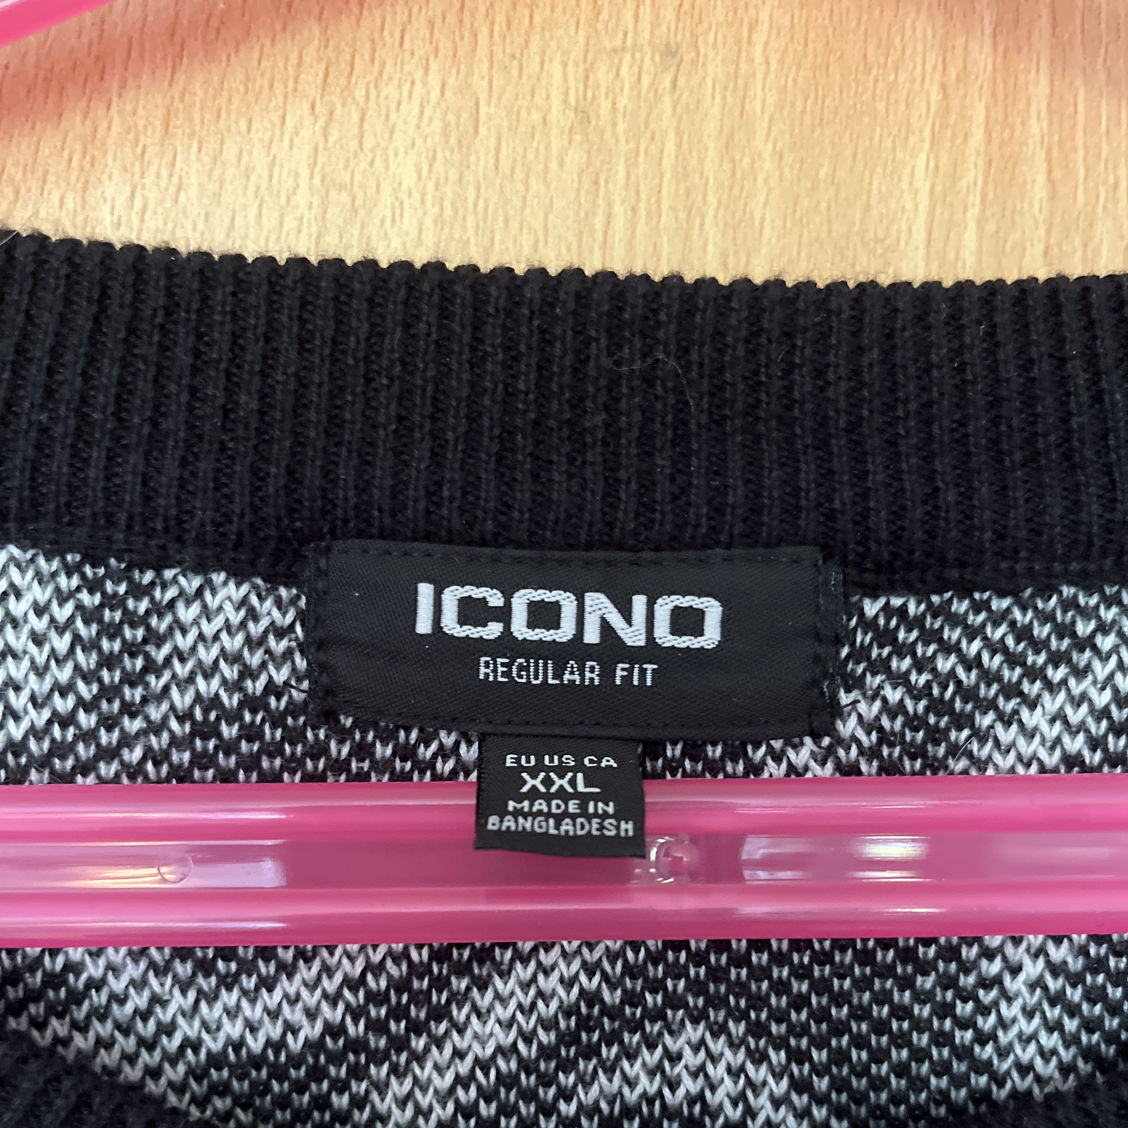 ICONO
REGULAR FIT
EU US CA
XXL
MADE IN
BANGLADESH